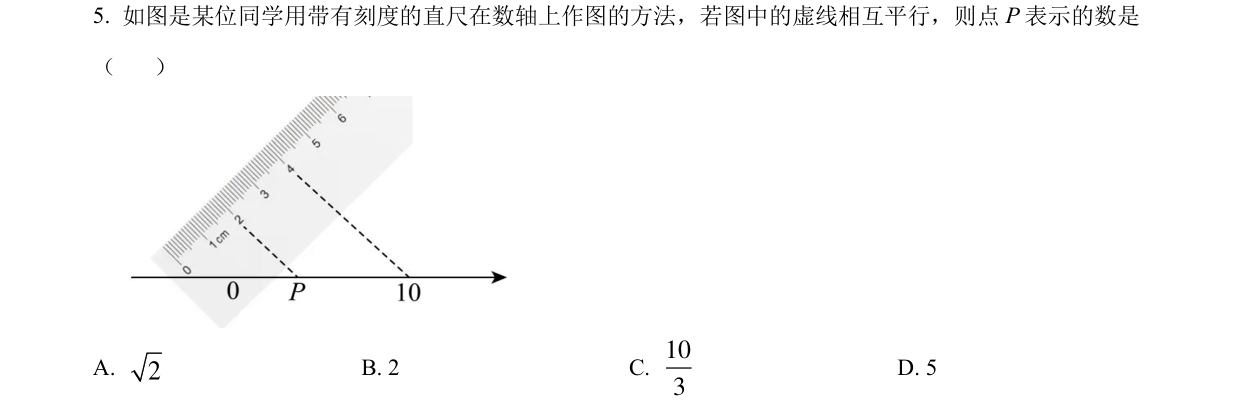 5. 如图是某位同学用带有刻度的直尺在数轴上作图的方法，若图中的虚线相互平行，则点 P 表示的数是
（　　）
0 1cm 2 3 4 5 6
0 P 10
A. √2 B. 2 C. 10/3 D. 5